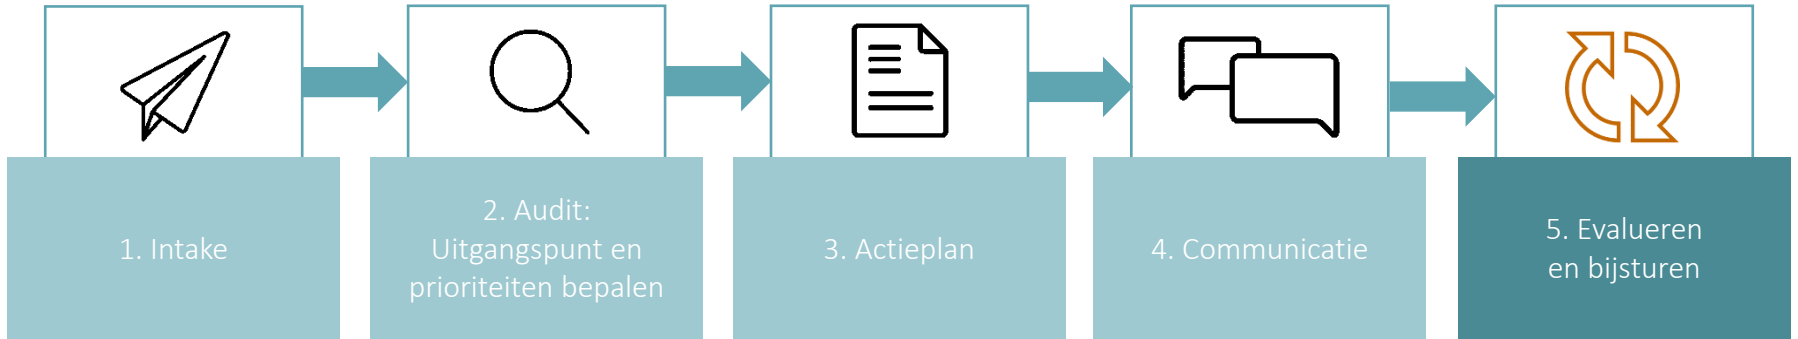 1. Intake
2. Audit:
Uitgangspunt en
prioriteiten bepalen
3. Actieplan
4. Communicatie
5. Evalueren
en bijsturen